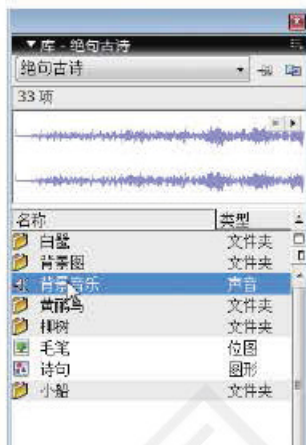 库 - 绝句古诗
绝句古诗
33 项
名称 类型
白鹭 文件夹
背景图 文件夹
背景音乐 声音
黄鹂鸟 文件夹
柳树 文件夹
毛笔 位图
诗句 图形
小船 文件夹